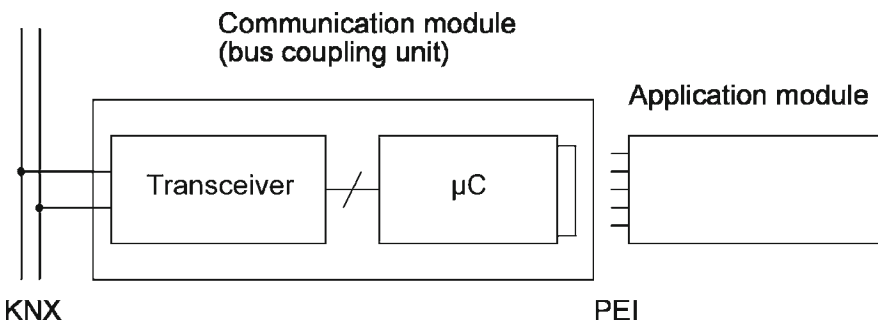 Communication module
(bus coupling unit)
Application module
Transceiver
µC
KNX
PEI